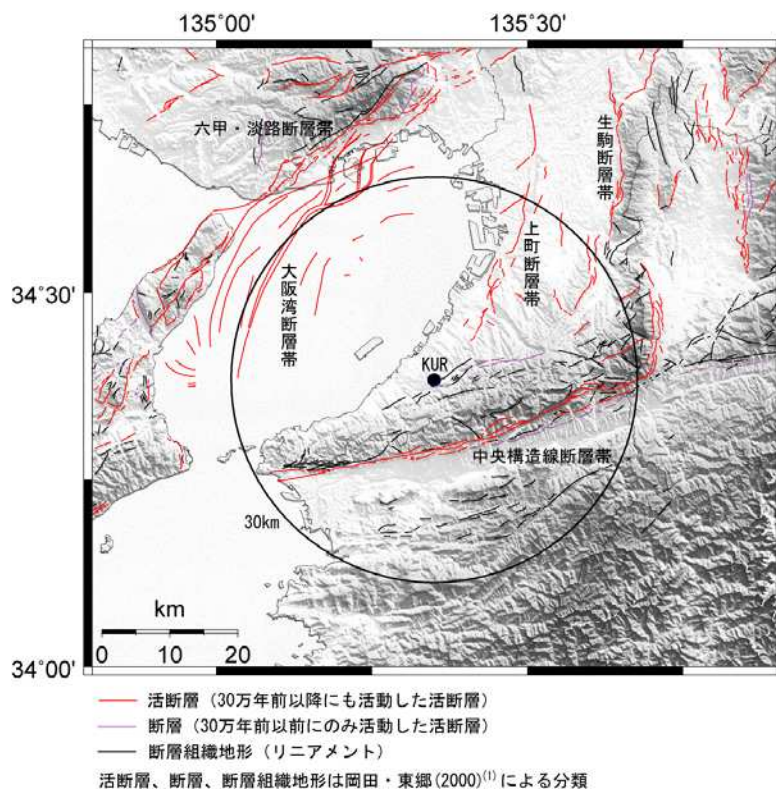 135°00' 135°30'
六甲・淡路断層帯
生駒断層帯
上町断層帯
34°30'
大阪湾断層帯
KUR
中央構造線断層帯
30km
km
0 10 20
34°00'
活断層（30万年前以降にも活動した活断層）
断層（30万年前以前にのみ活動した活断層）
断層組織地形（リニアメント）
活断層、断層、断層組織地形は岡田・東郷(2000)⁽¹⁾による分類